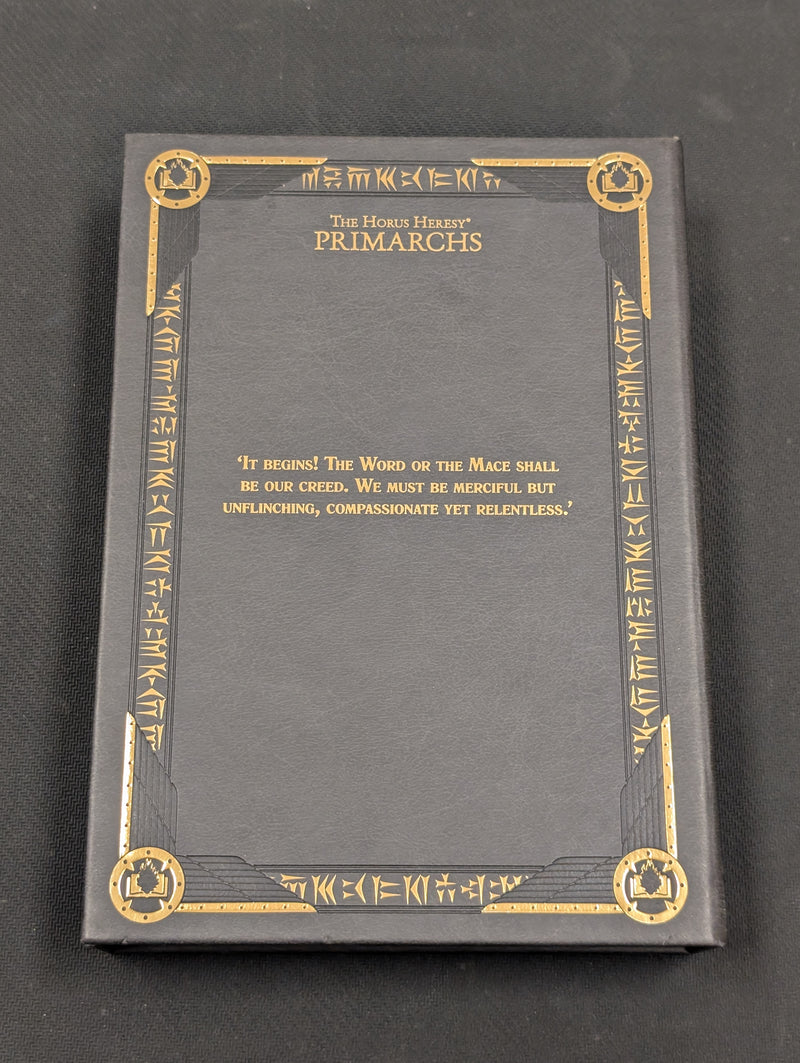 The Horus Heresy®
PRIMARCHS
‘It begins! The Word or the Mace shall
be our creed. We must be merciful but
unflinching, compassionate yet relentless.’